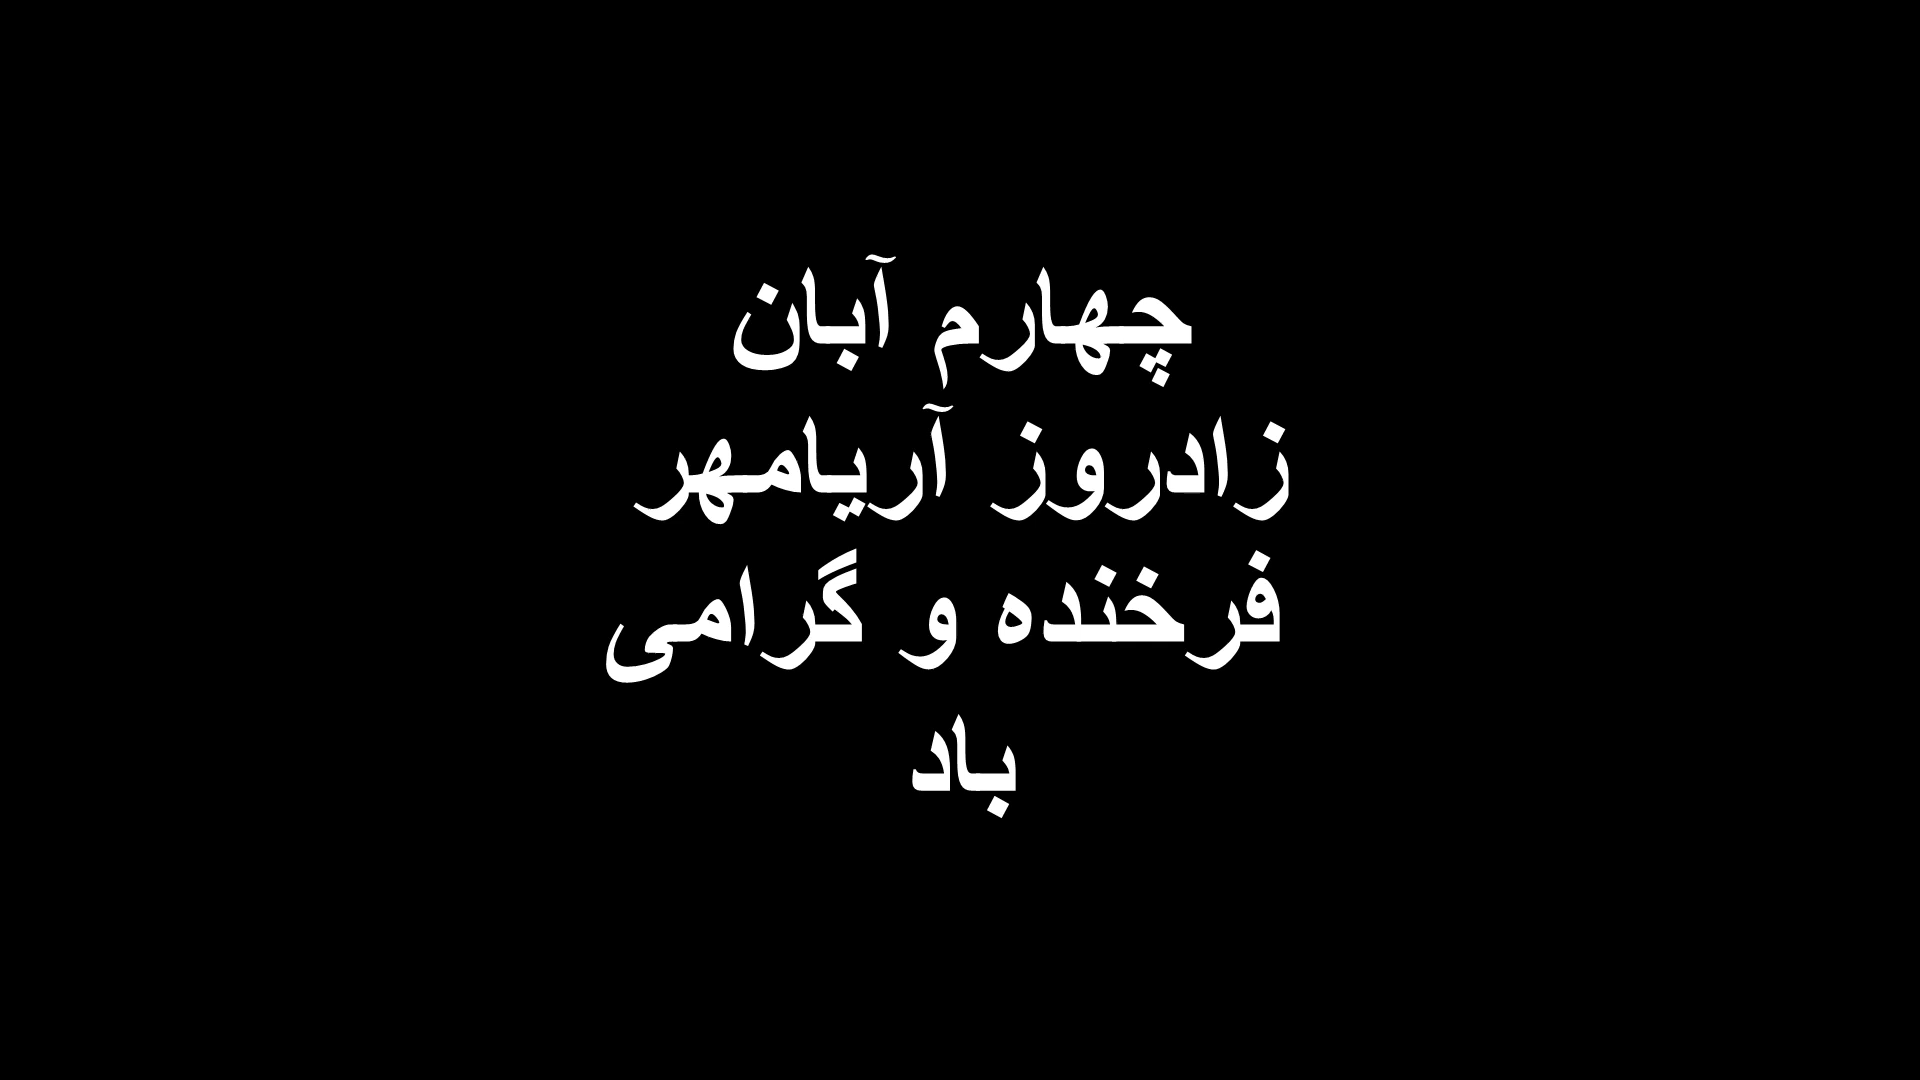 چهارم آبان
زادروز آریامهر
فرخنده و گرامی
باد